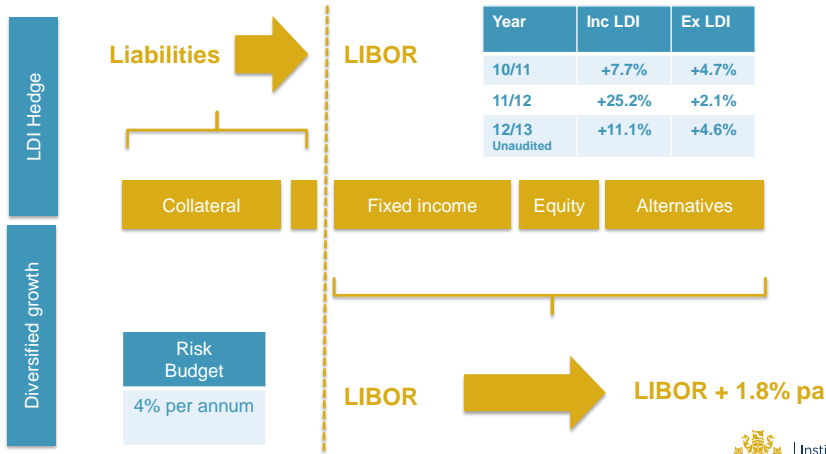 LDI Hedge
Liabilities
LIBOR
Year Inc LDI Ex LDI
10/11 +7.7% +4.7%
11/12 +25.2% +2.1%
12/13 +11.1% +4.6%
Unaudited
Collateral
Fixed income
Equity
Alternatives
Diversified growth
Risk
Budget
4% per annum
LIBOR
LIBOR + 1.8% pa